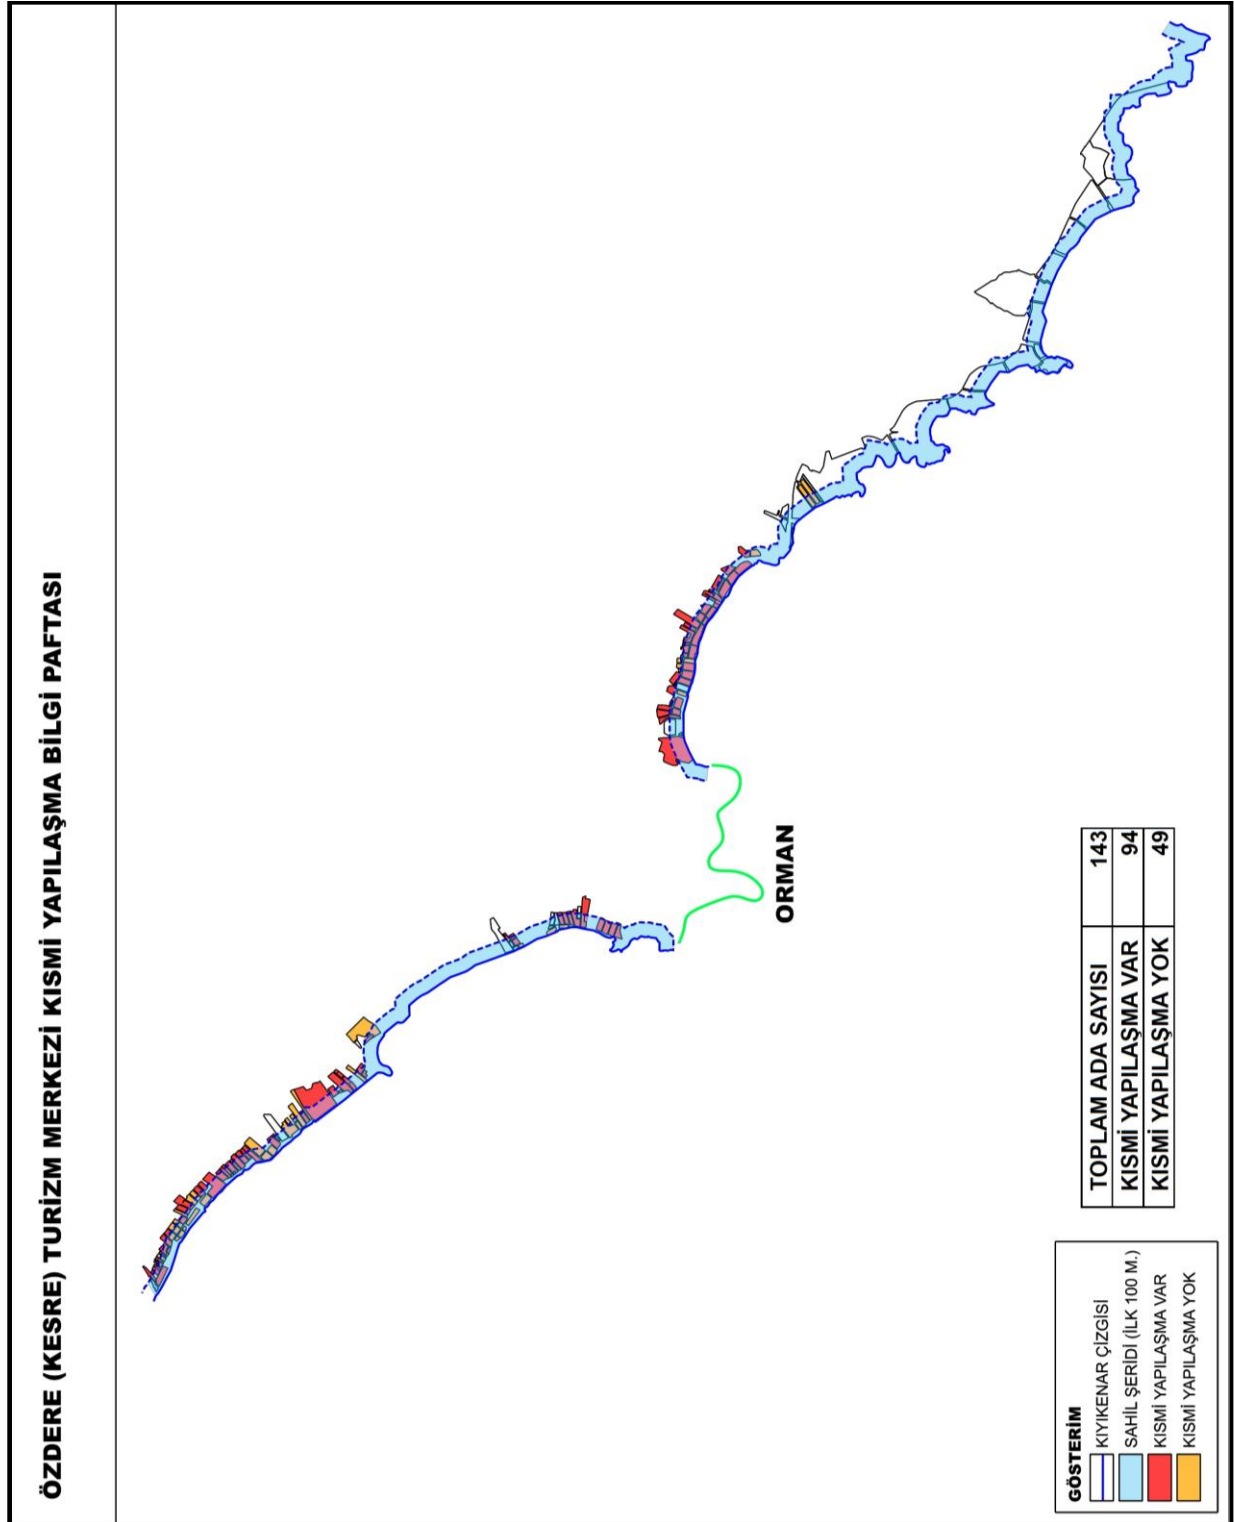 ÖZDERE (KESRE) TURİZM MERKEZİ KISMİ YAPILAŞMA BİLGİ PAFTASI
ORMAN
GÖSTERİM
KIYIKENAR ÇİZGİSİ
SAHİL ŞERİDİ (İLK 100 M.)
KISMİ YAPILAŞMA VAR
KISMİ YAPILAŞMA YOK
TOPLAM ADA SAYISI 143
KISMİ YAPILAŞMA VAR 94
KISMİ YAPILAŞMA YOK 49